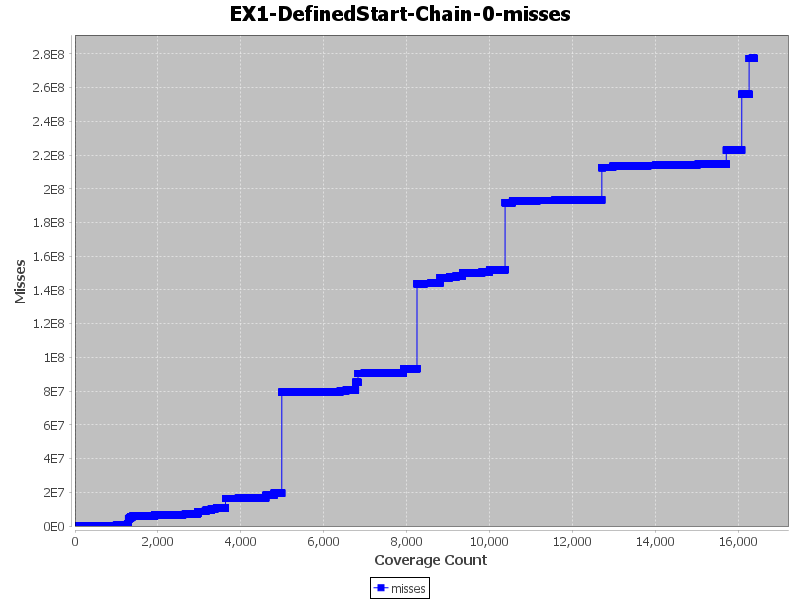 EX1-DefinedStart-Chain-0-misses
2.8E8
2.6E8
2.4E8
2.2E8
2E8
1.8E8
1.6E8
1.4E8
1.2E8
1E8
8E7
6E7
4E7
2E7
0E0
Misses
0 2,000 4,000 6,000 8,000 10,000 12,000 14,000 16,000
Coverage Count
misses